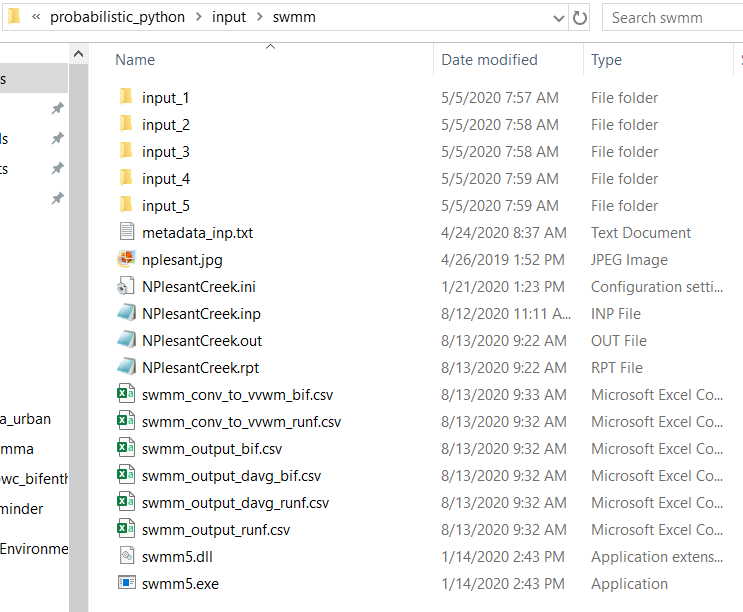 « probabilistic_python > input > swmm Search swmm
Name Date modified Type
input_1 5/5/2020 7:57 AM File folder
input_2 5/5/2020 7:58 AM File folder
input_3 5/5/2020 7:58 AM File folder
input_4 5/5/2020 7:59 AM File folder
input_5 5/5/2020 7:59 AM File folder
metadata_inp.txt 4/24/2020 8:37 AM Text Document
nplesant.jpg 4/26/2019 1:52 PM JPEG Image
NPlesantCreek.ini 1/21/2020 1:23 PM Configuration setti...
NPlesantCreek.inp 8/12/2020 11:11 A... INP File
NPlesantCreek.out 8/13/2020 9:22 AM OUT File
NPlesantCreek.rpt 8/13/2020 9:22 AM RPT File
swmm_conv_to_vvwm_bif.csv 8/13/2020 9:33 AM Microsoft Excel Co...
a_urban swmm_conv_to_vvwm_runf.csv 8/13/2020 9:32 AM Microsoft Excel Co...
mma swmm_output_bif.csv 8/13/2020 9:32 AM Microsoft Excel Co...
wc_bifenth swmm_output_davg_bif.csv 8/13/2020 9:32 AM Microsoft Excel Co...
minder swmm_output_davg_runf.csv 8/13/2020 9:32 AM Microsoft Excel Co...
swmm_output_runf.csv 8/13/2020 9:32 AM Microsoft Excel Co...
Environme swmm5.dll 1/14/2020 2:43 PM Application extens...
swmm5.exe 1/14/2020 2:43 PM Application